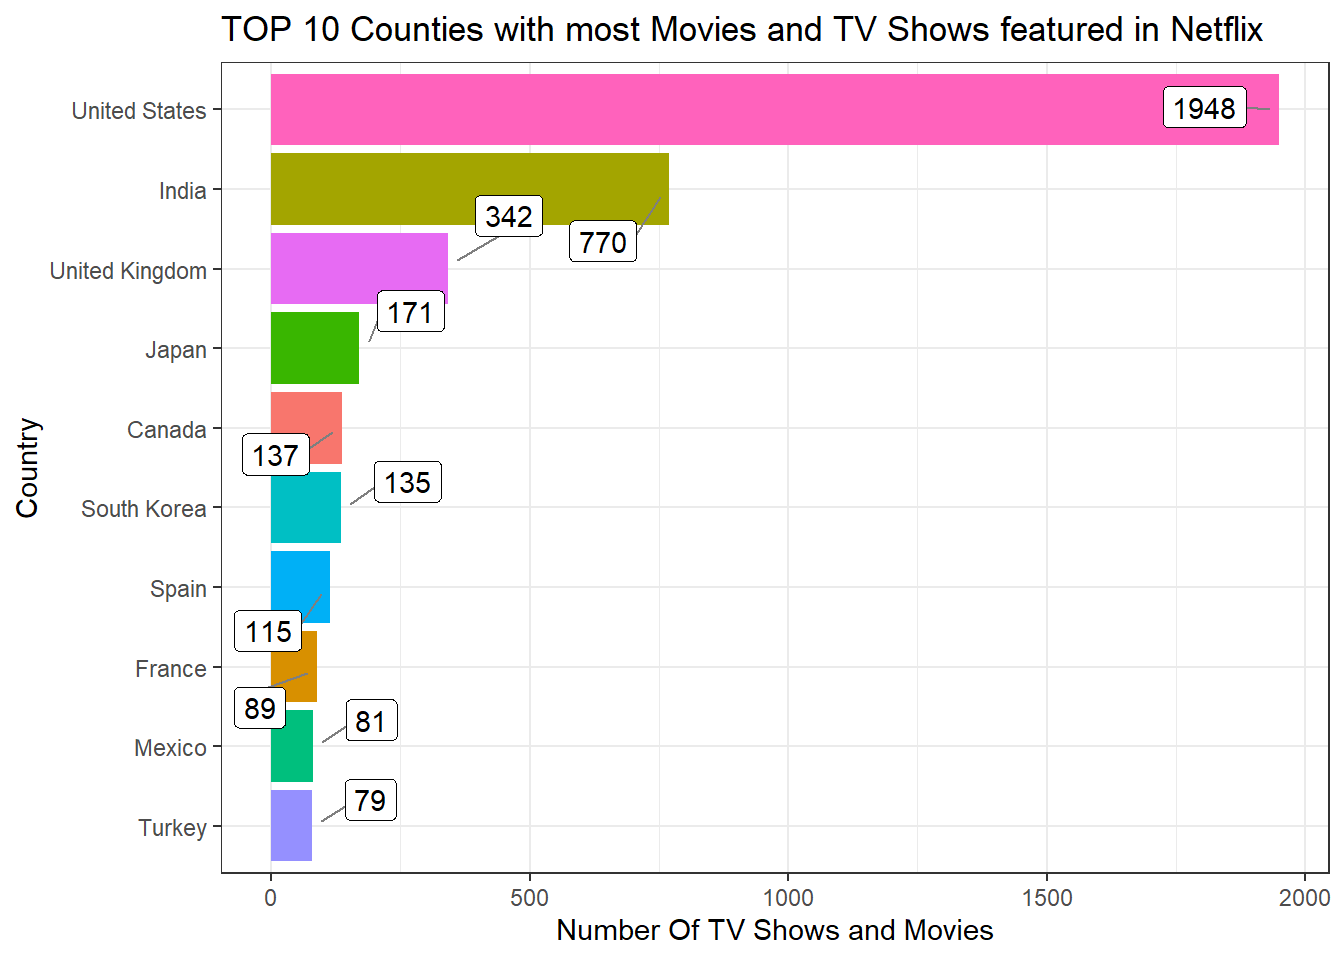 TOP 10 Counties with most Movies and TV Shows featured in Netflix
United States
1948
India
342
770
United Kingdom
171
Japan
Canada
137
135
South Korea
Spain
115
France
89
81
Mexico
79
Turkey
Country
0 500 1000 1500 2000
Number Of TV Shows and Movies